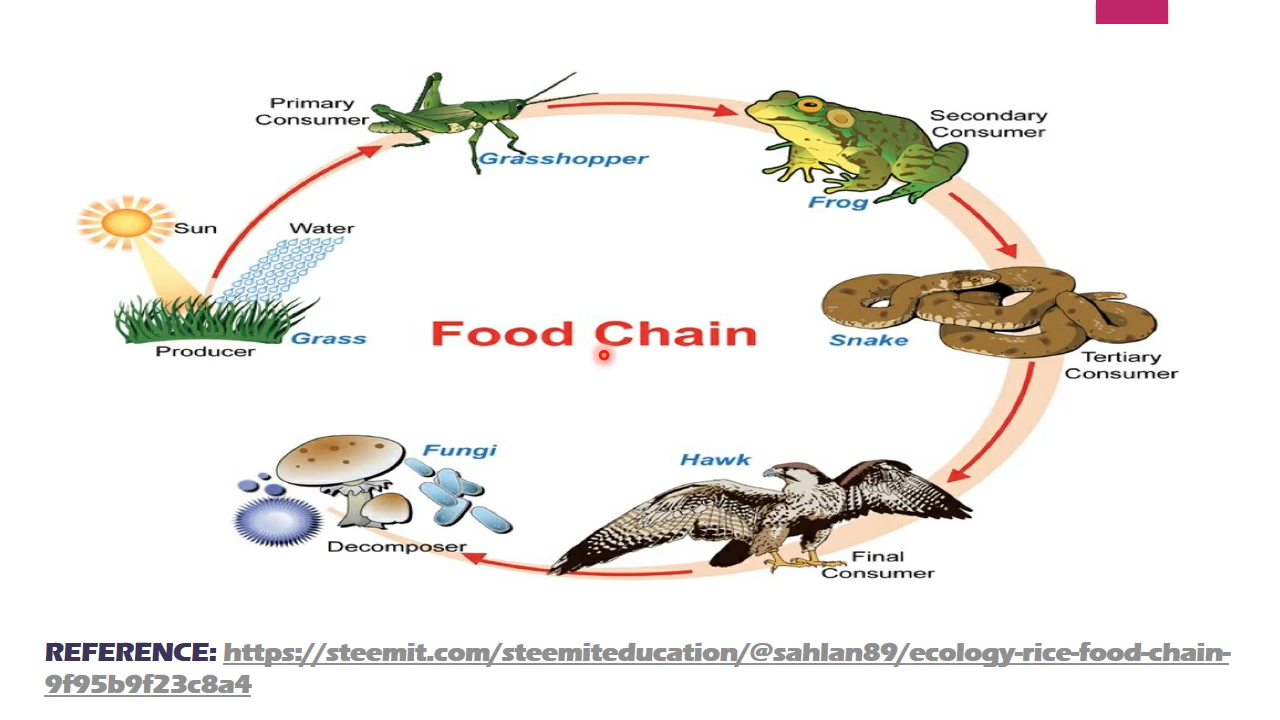 Primary
Consumer
Grasshopper
Secondary
Consumer
Frog
Sun
Water
Grass
Producer
Food Chain
Snake
Tertiary
Consumer
Fungi
Decomposer
Hawk
Final
Consumer
REFERENCE: https://steemit.com/steemiteducation/@sahlan89/ecology-rice-food-chain-
9f95b9f23c8a4